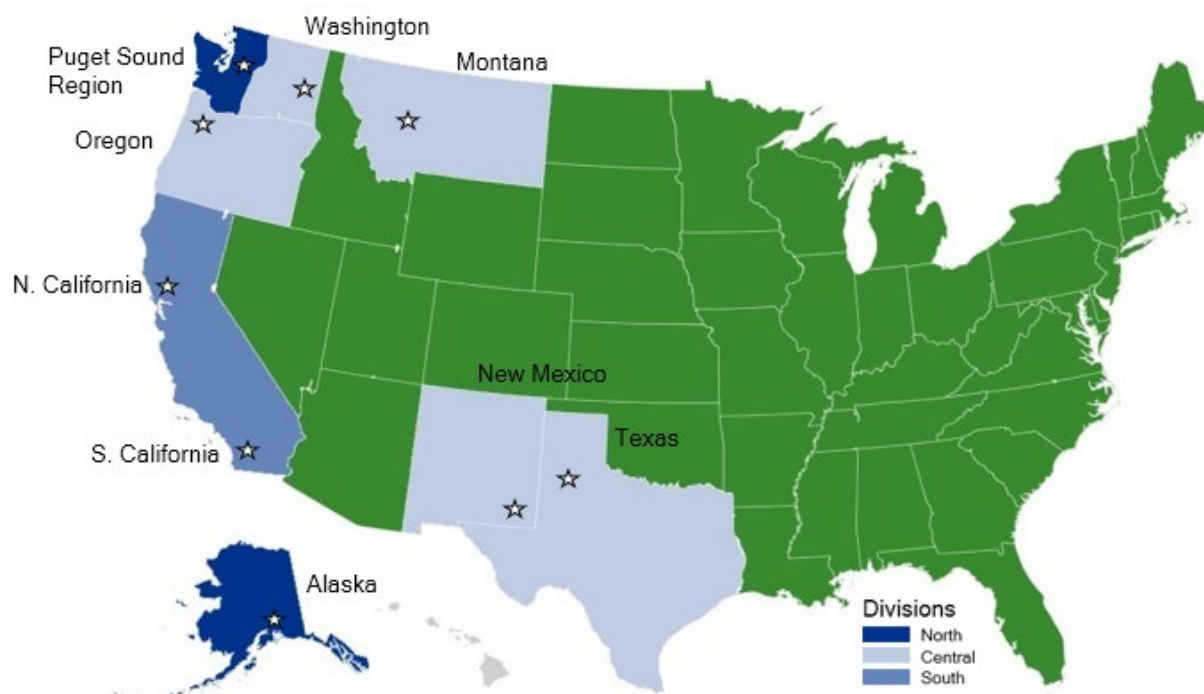 Washington
Puget Sound
Region
Montana
Oregon
N. California
New Mexico
Texas
S. California
Alaska
Divisions
North
Central
South